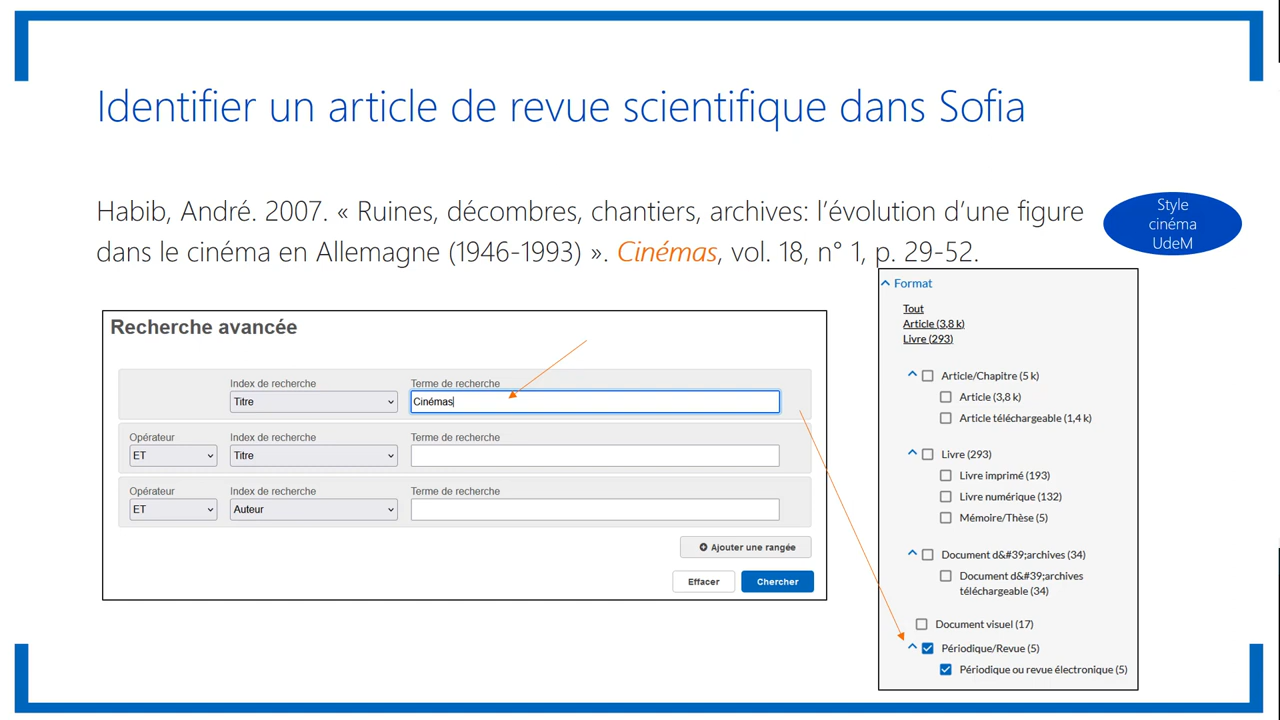 Identifier un article de revue scientifique dans Sofia
Habib, André. 2007. « Ruines, décombres, chantiers, archives: l’évolution d’une figure
dans le cinéma en Allemagne (1946-1993) ». Cinémas, vol. 18, n° 1, p. 29-52.
Style
cinéma
UdeM
Recherche avancée
Index de recherche
Terme de recherche
Titre
Cinémas
Opérateur
Index de recherche
Terme de recherche
ET
Titre
Opérateur
Index de recherche
Terme de recherche
ET
Auteur
Ajouter une rangée
Effacer
Chercher
Format
Tout
Article (3,8 k)
Livre (293)
Article/Chapitre (5 k)
Article (3,8 k)
Article téléchargeable (1,4 k)
Livre (293)
Livre imprimé (193)
Livre numérique (132)
Mémoire/Thèse (5)
Document d&#39;archives (34)
Document d&#39;archives
téléchargeable (34)
Document visuel (17)
Périodique/Revue (5)
Périodique ou revue électronique (5)